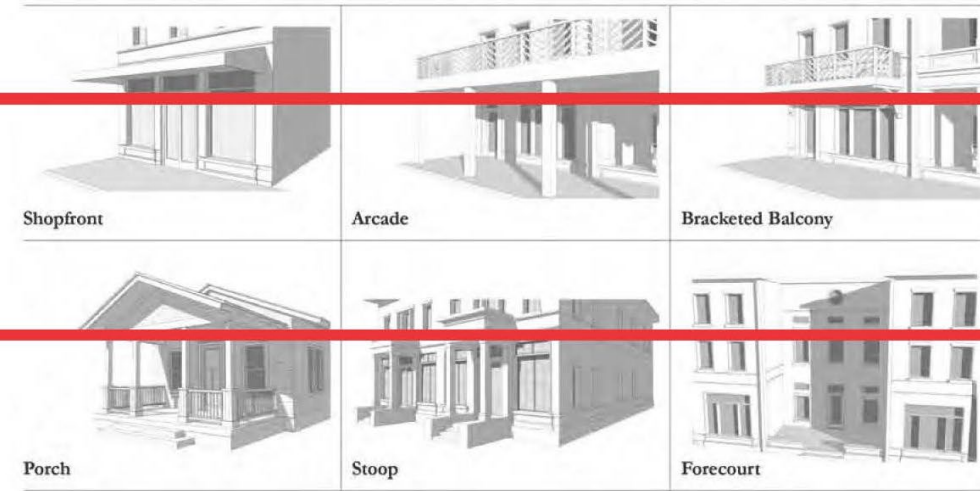 Shopfront
Arcade
Bracketed Balcony
Porch
Stoop
Forecourt